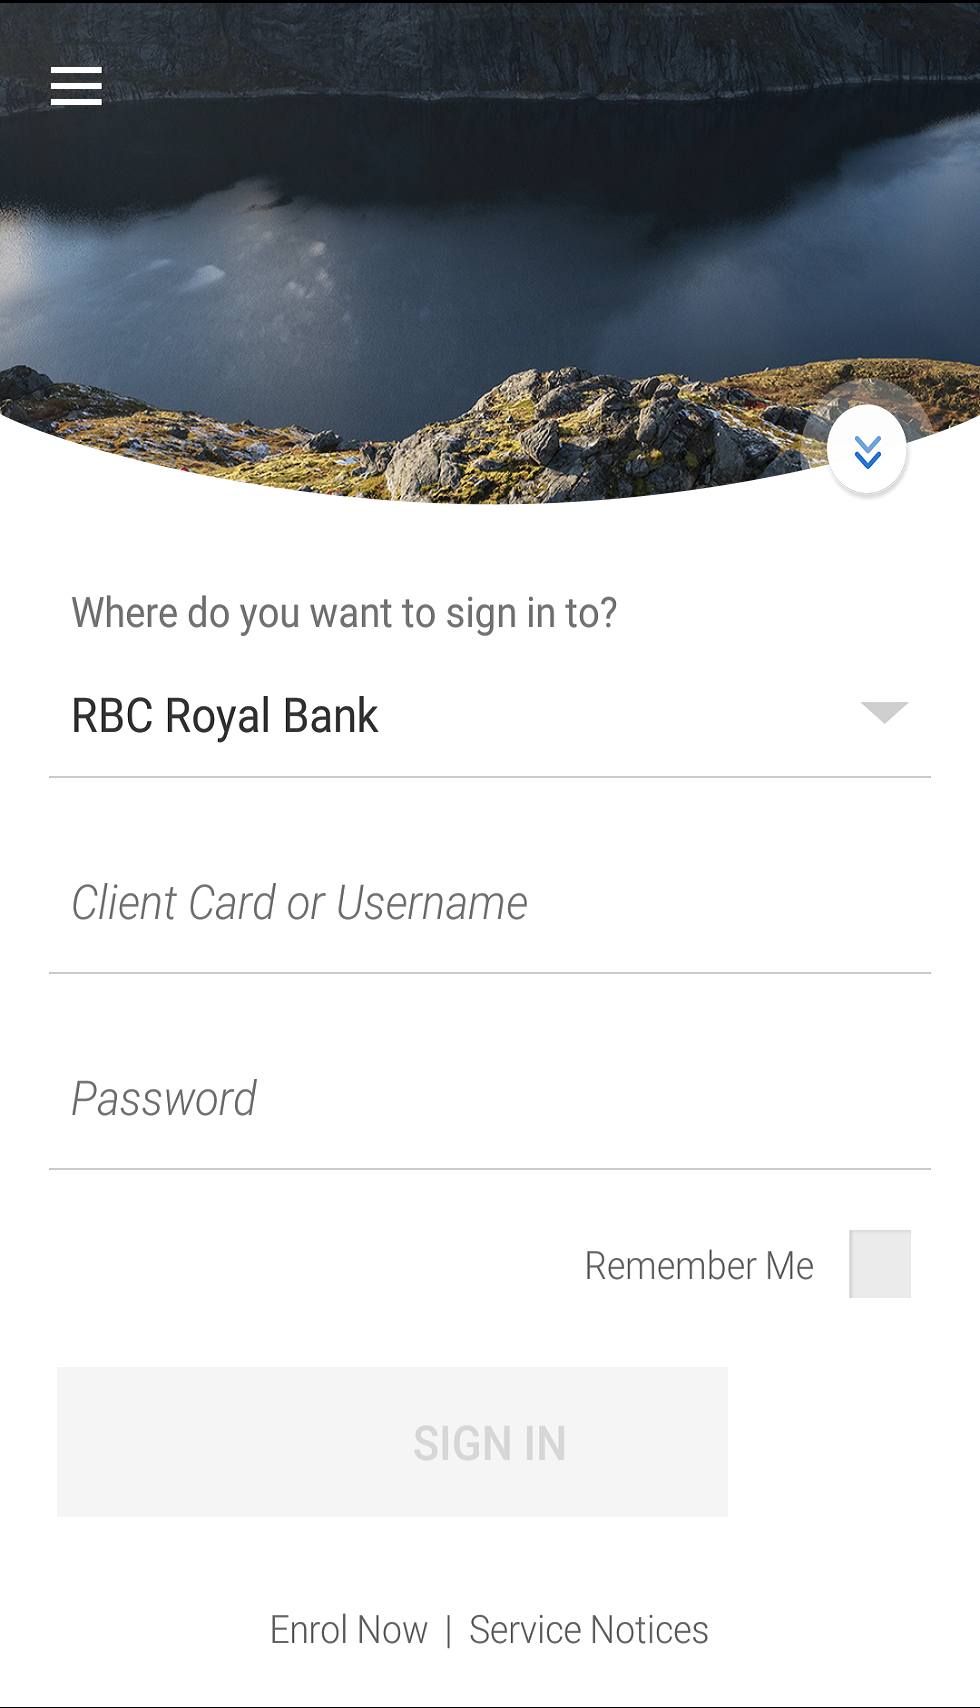 Where do you want to sign in to?
RBC Royal Bank
Client Card or Username
Password
Remember Me
SIGN IN
Enrol Now | Service Notices